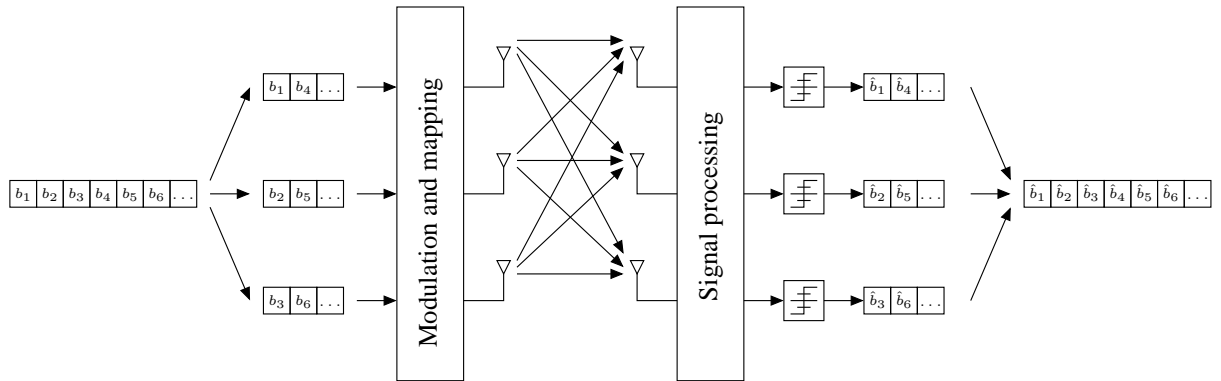 b₁ b₄ ...
b̂₁ b̂₄ ...
b₁ b₂ b₃ b₄ b₅ b₆ ...
b₂ b₅ ...
Modulation and mapping
Signal processing
b̂₂ b̂₅ ...
b̂₁ b̂₂ b̂₃ b̂₄ b̂₅ b̂₆ ...
b₃ b₆ ...
b̂₃ b̂₆ ...